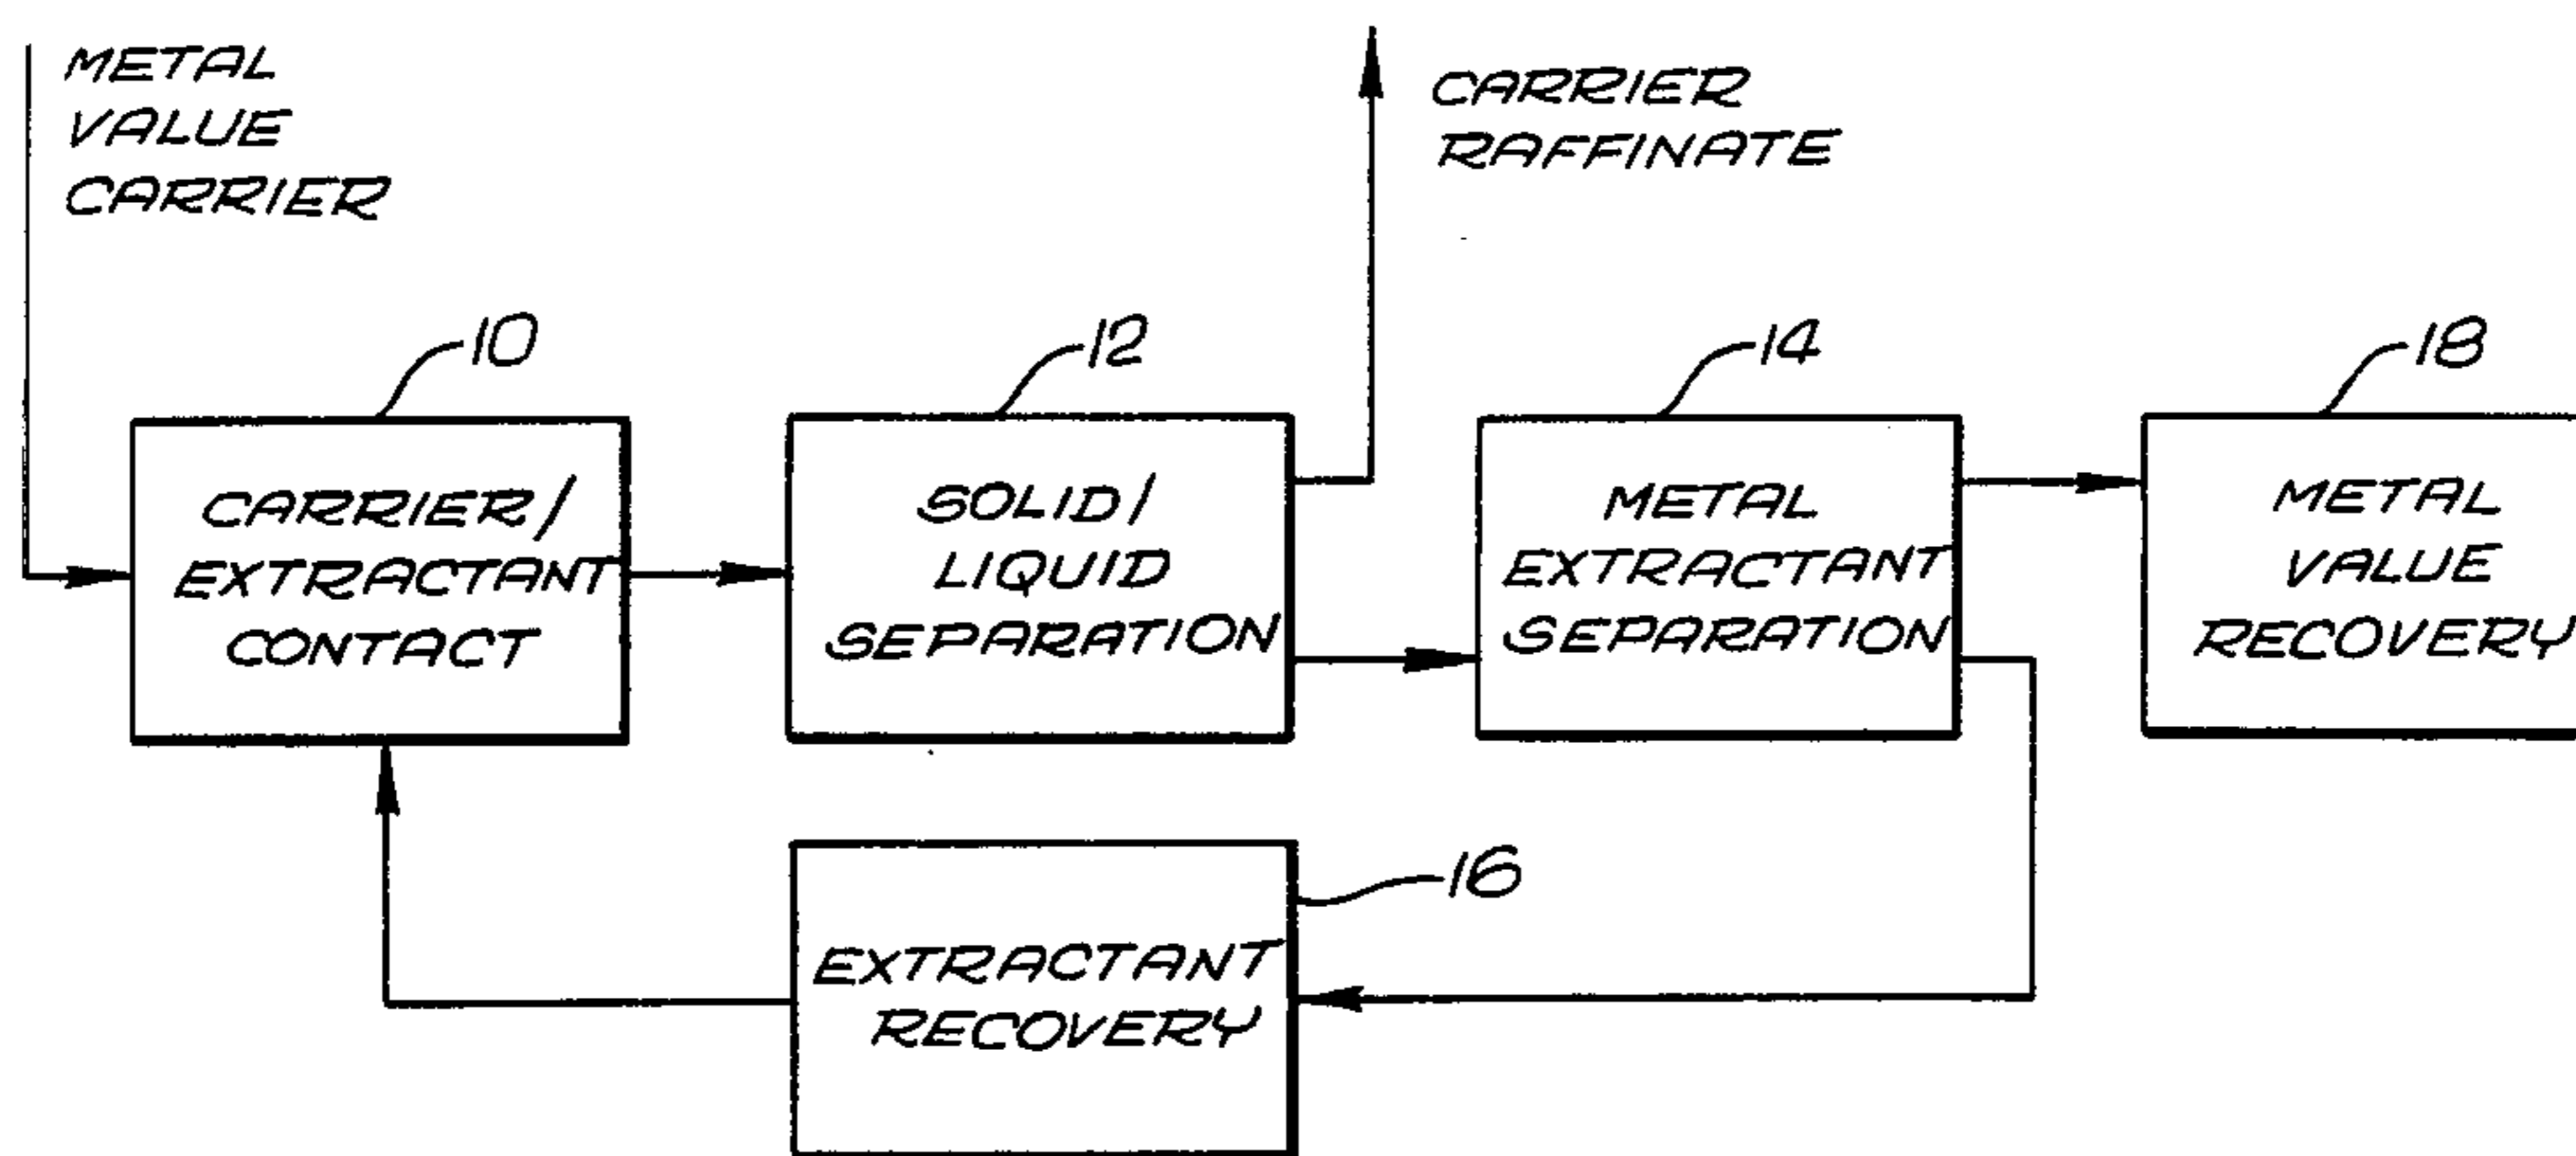 METAL
VALUE
CARRIER
CARRIER
RAFFINATE
10
12
14
18
CARRIER/
EXTRACTANT
CONTACT
SOLID/
LIQUID
SEPARATION
METAL
EXTRACTANT
SEPARATION
METAL
VALUE
RECOVERY
16
EXTRACTANT
RECOVERY